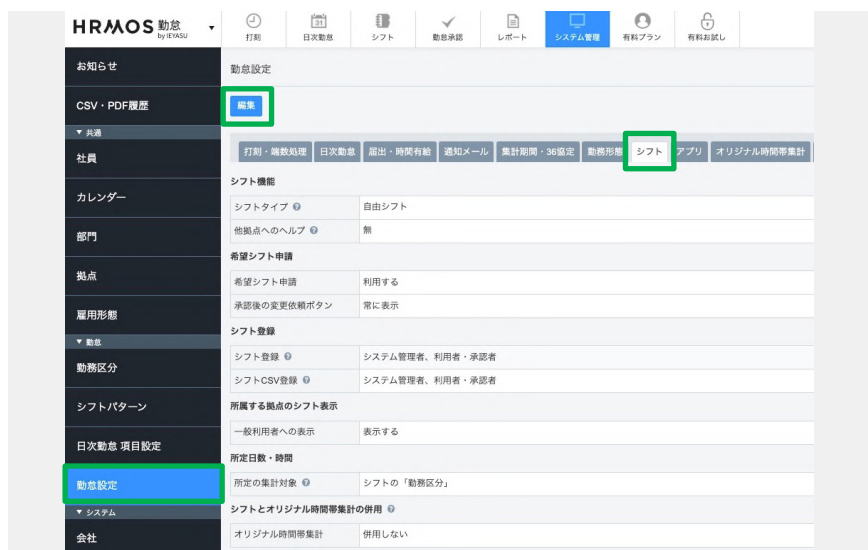 HRMOS 勤怠
by IEYASU
打刻
31
日次勤怠
シフト
勤怠承認
レポート
システム管理
有料プラン
有料お試し
お知らせ
CSV・PDF履歴
▼ 共通
社員
カレンダー
部門
拠点
雇用形態
▼ 勤怠
勤務区分
シフトパターン
日次勤怠 項目設定
勤怠設定
▼ システム
会社
勤怠設定
編集
打刻・端数処理 日次勤怠 届出・時間有給 通知メール 集計期間・36協定 勤務形態 シフト アプリ オリジナル時間帯集計
シフト機能
シフトタイプ 自由シフト
他拠点へのヘルプ 無
希望シフト申請
希望シフト申請 利用する
承認後の変更依頼ボタン 常に表示
シフト登録
シフト登録 システム管理者、利用者・承認者
シフトCSV登録 システム管理者、利用者・承認者
所属する拠点のシフト表示
一般利用者への表示 表示する
所定日数・時間
所定の集計対象 シフトの「勤務区分」
シフトとオリジナル時間帯集計の併用
オリジナル時間帯集計 併用しない